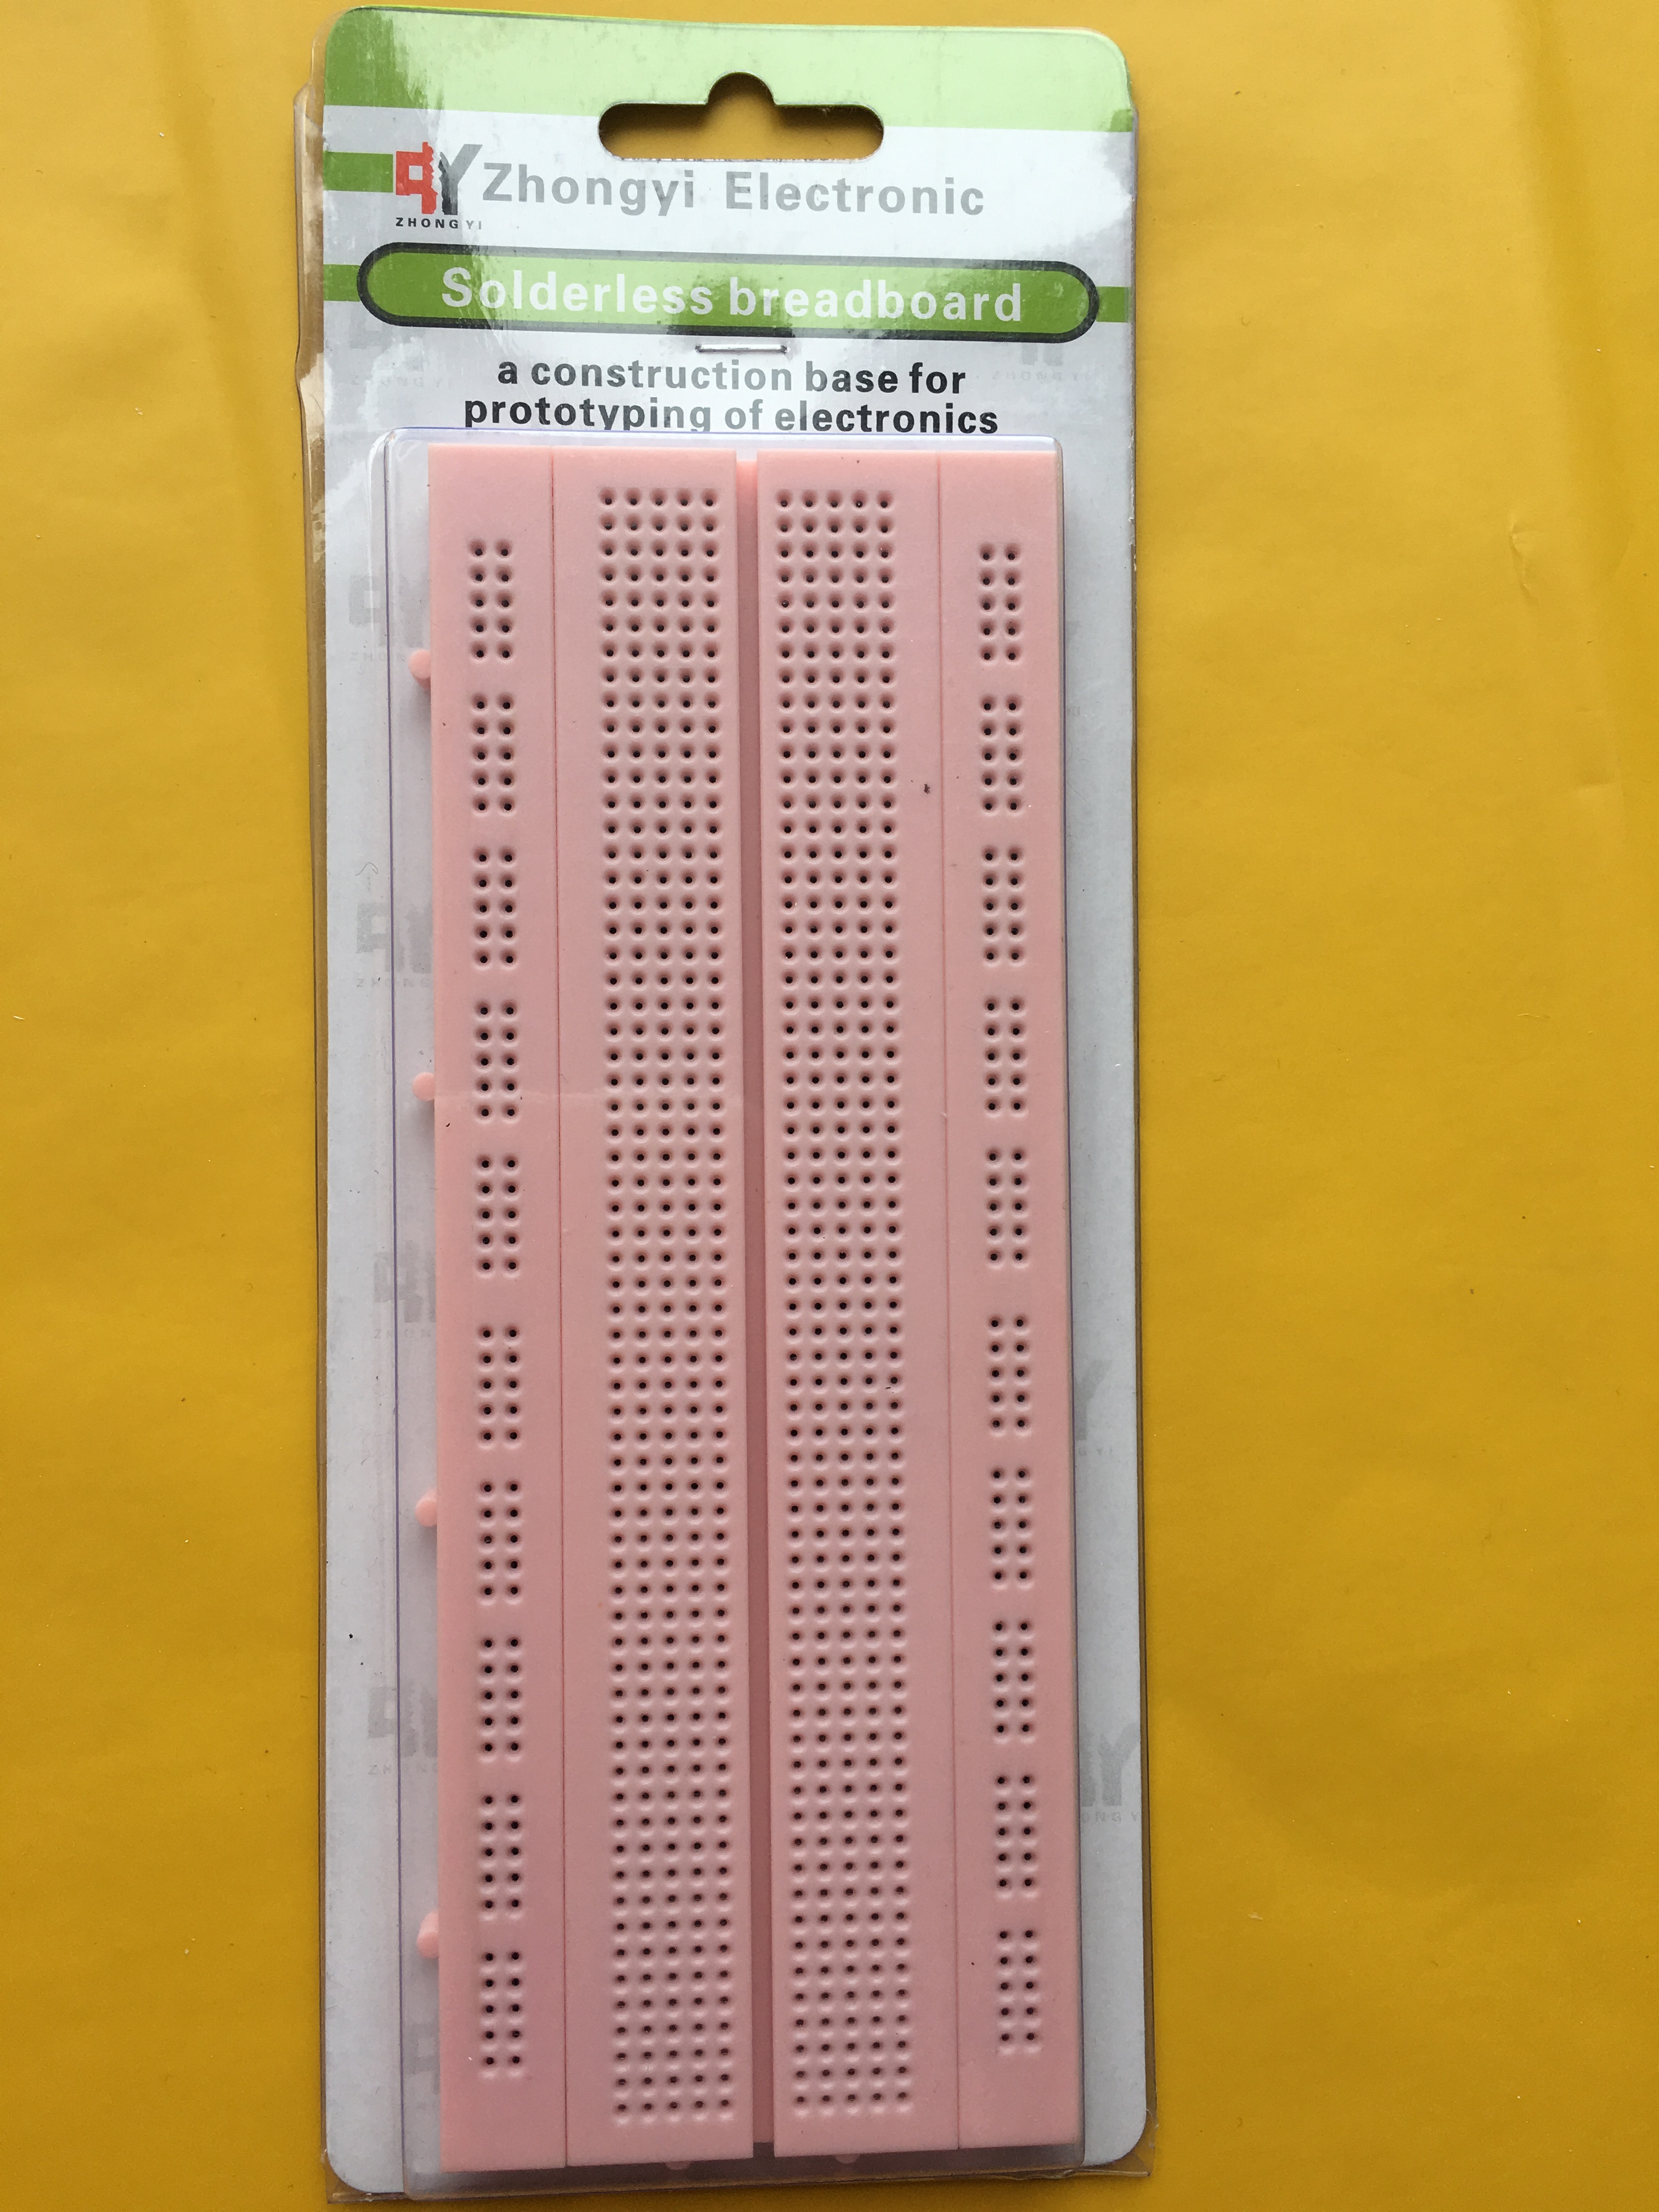 Zhongyi Electronic
ZHONG YI
Solderless breadboard
a construction base for
prototyping of electronics